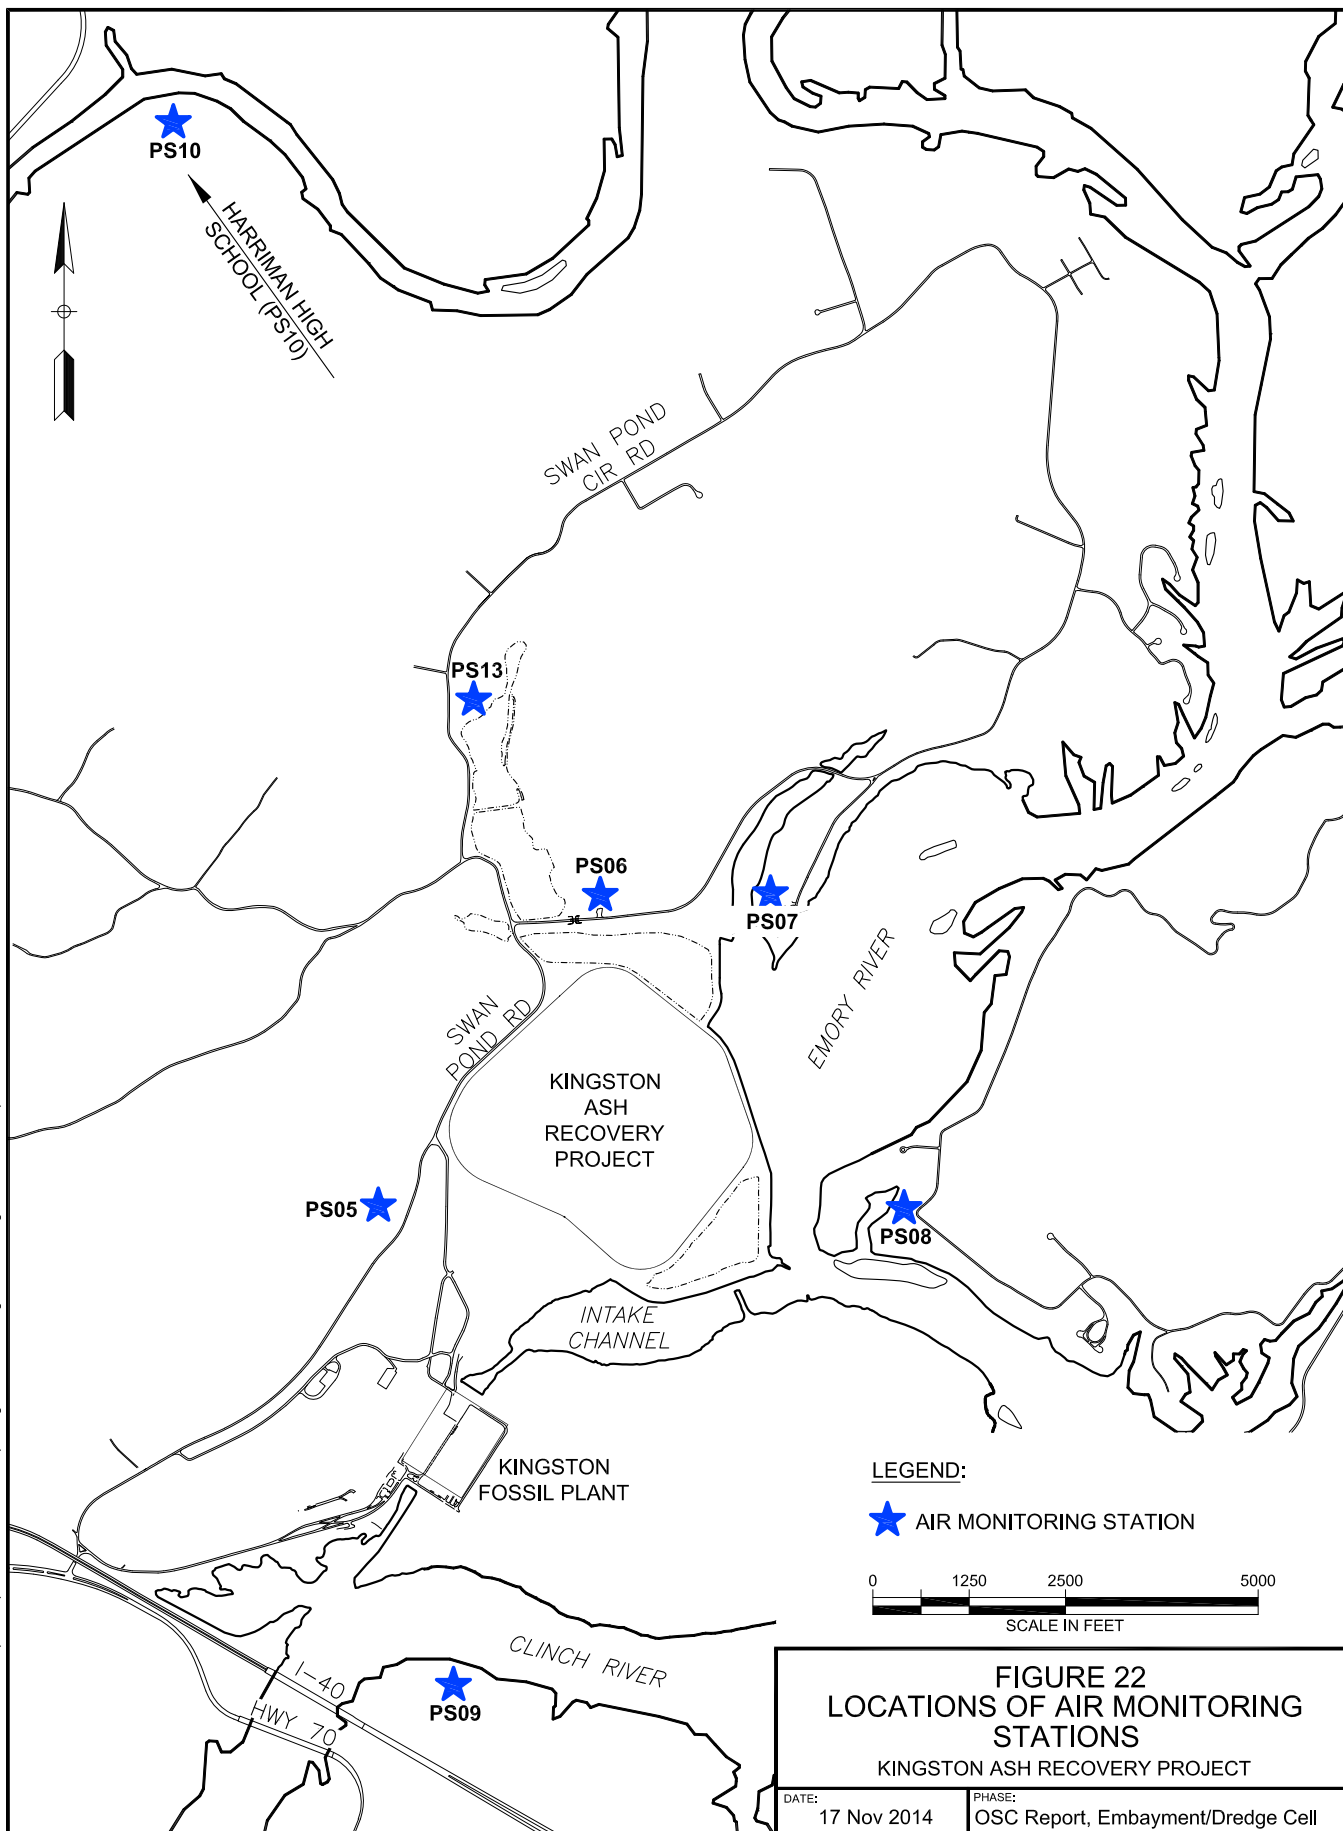 PS10
HARRIMAN HIGH
SCHOOL (PS10)
SWAN POND
CIR RD
PS13
PS06
PS07
EMORY RIVER
SWAN
POND RD
KINGSTON
ASH
RECOVERY
PROJECT
PS05
PS08
INTAKE
CHANNEL
KINGSTON
FOSSIL PLANT
LEGEND:
AIR MONITORING STATION
0 1250 2500 5000
SCALE IN FEET
CLINCH RIVER
I-40
HWY 70
PS09
FIGURE 22
LOCATIONS OF AIR MONITORING
STATIONS
KINGSTON ASH RECOVERY PROJECT
DATE:
17 Nov 2014
PHASE:
OSC Report, Embayment/Dredge Cell